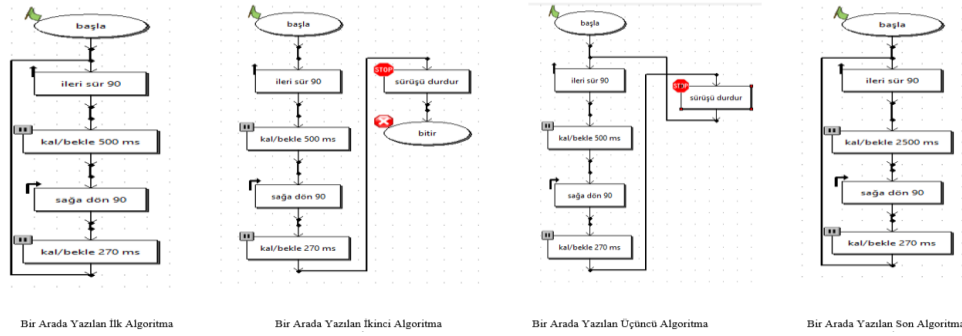 başla
ileri sür 90
kal/bekle 500 ms
sağa dön 90
kal/bekle 270 ms
Bir Arada Yazılan İlk Algoritma
başla
ileri sür 90
kal/bekle 500 ms
sağa dön 90
kal/bekle 270 ms
STOP
sürüşü durdur
bitir
Bir Arada Yazılan İkinci Algoritma
başla
ileri sür 90
kal/bekle 500 ms
sağa dön 90
kal/bekle 270 ms
STOP
sürüşü durdur
Bir Arada Yazılan Üçüncü Algoritma
başla
ileri sür 90
kal/bekle 2500 ms
sağa dön 90
kal/bekle 270 ms
Bir Arada Yazılan Son Algoritma